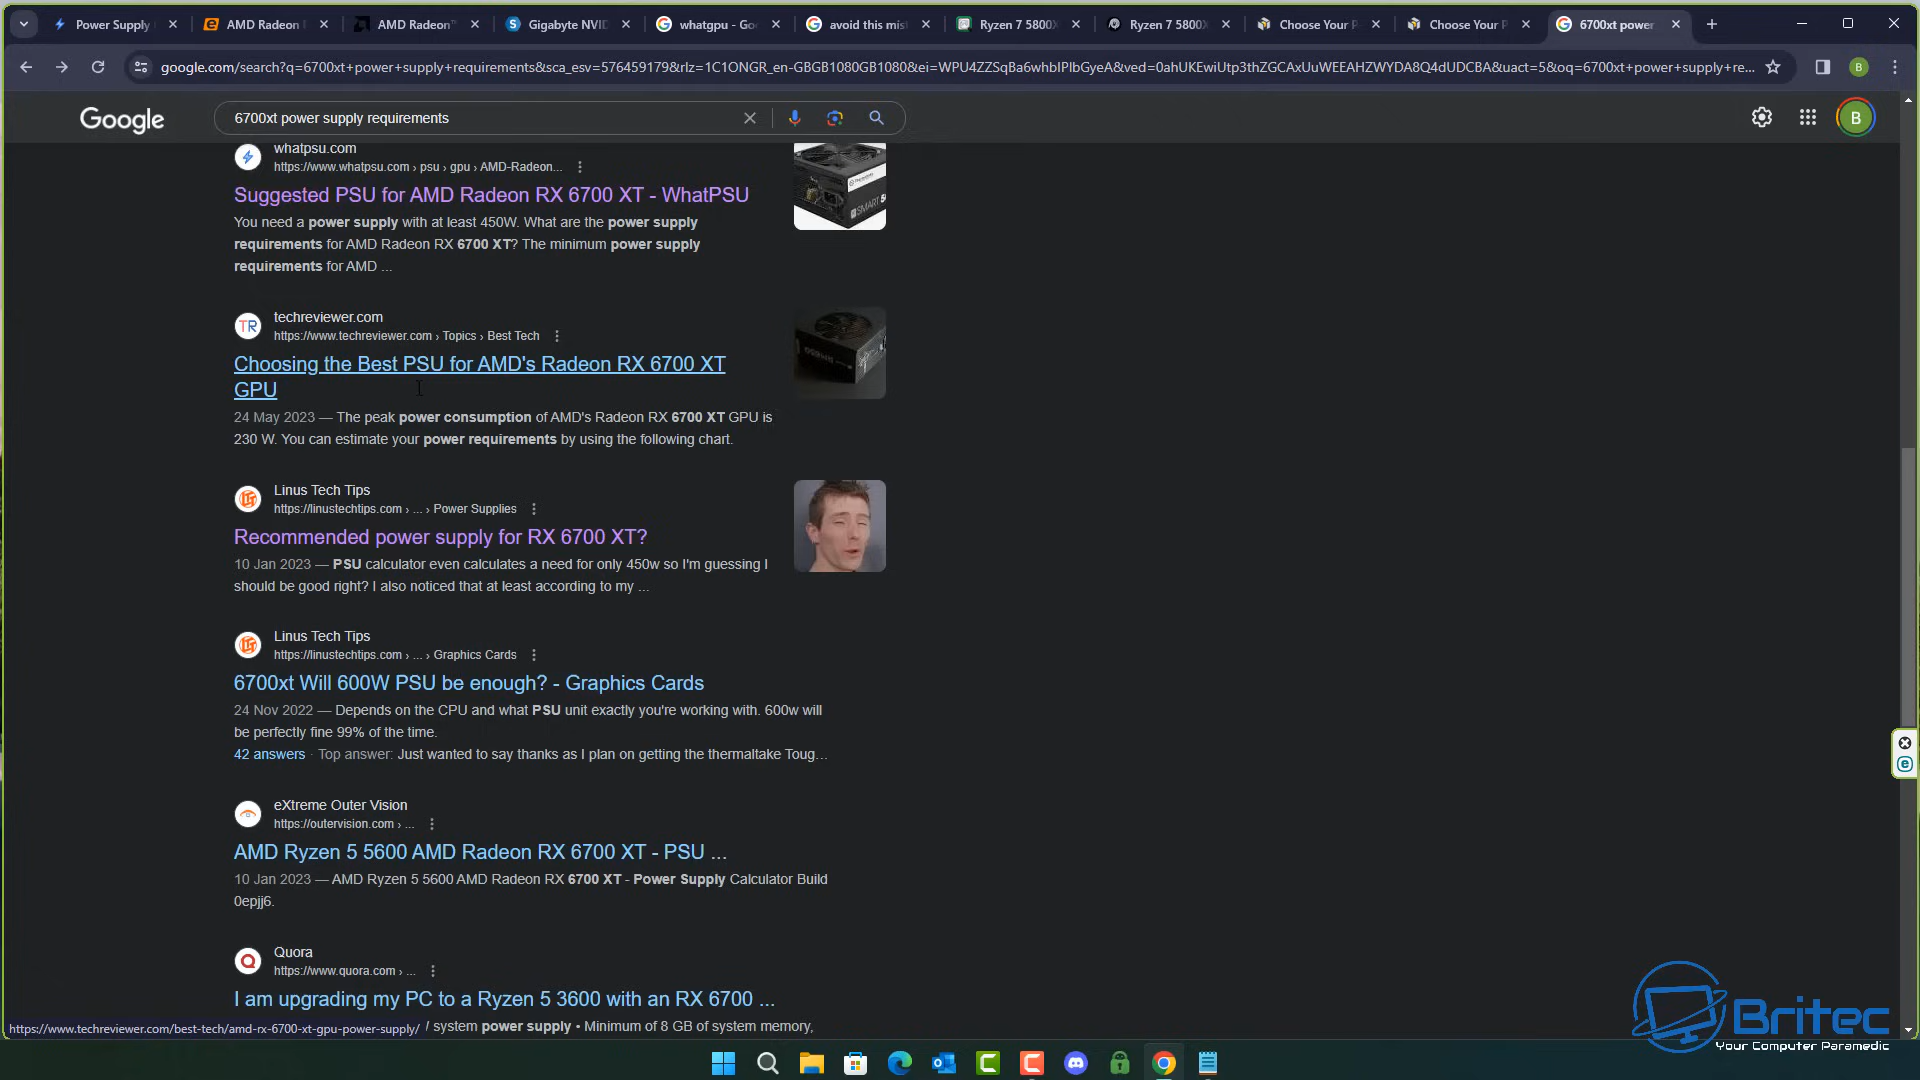 Power Supply
AMD Radeon
AMD Radeon™
Gigabyte NVID
whatgpu - Goo
avoid this mist
Ryzen 7 5800X
Ryzen 7 5800X
Choose Your P
Choose Your P
6700xt power
google.com/search?q=6700xt+power+supply+requirements&sca_esv=576459179&rlz=1C1ONGR_en-GBGB1080GB1080&ei=WPU4ZZSqBa6whbIPlbGyeA&ved=0ahUKEwiUtp3thZGCAxUuWEEAHZWYDA8Q4dUDCBA&uact=5&oq=6700xt+power+supply+re...
B
Google
6700xt power supply requirements
B
whatpsu.com
https://www.whatpsu.com › psu › gpu › AMD-Radeon...
Suggested PSU for AMD Radeon RX 6700 XT - WhatPSU
You need a power supply with at least 450W. What are the power supply
requirements for AMD Radeon RX 6700 XT? The minimum power supply
requirements for AMD ...
SMART
TR
techreviewer.com
https://www.techreviewer.com › Topics › Best Tech
Choosing the Best PSU for AMD's Radeon RX 6700 XT
GPU
24 May 2023 — The peak power consumption of AMD's Radeon RX 6700 XT GPU is
230 W. You can estimate your power requirements by using the following chart.
Linus Tech Tips
https://linustechtips.com › ... › Power Supplies
Recommended power supply for RX 6700 XT?
10 Jan 2023 — PSU calculator even calculates a need for only 450w so I'm guessing I
should be good right? I also noticed that at least according to my ...
Linus Tech Tips
https://linustechtips.com › ... › Graphics Cards
6700xt Will 600W PSU be enough? - Graphics Cards
24 Nov 2022 — Depends on the CPU and what PSU unit exactly you're working with. 600w will
be perfectly fine 99% of the time.
42 answers · Top answer: Just wanted to say thanks as I plan on getting the thermaltake Toug...
eXtreme Outer Vision
https://outervision.com › ...
AMD Ryzen 5 5600 AMD Radeon RX 6700 XT - PSU ...
10 Jan 2023 — AMD Ryzen 5 5600 AMD Radeon RX 6700 XT - Power Supply Calculator Build
0epjj6.
Quora
https://www.quora.com › ...
I am upgrading my PC to a Ryzen 5 3600 with an RX 6700 ...
/ system power supply • Minimum of 8 GB of system memory,
https://www.techreviewer.com/best-tech/amd-rx-6700-xt-gpu-power-supply/
Britec
Your Computer Paramedic